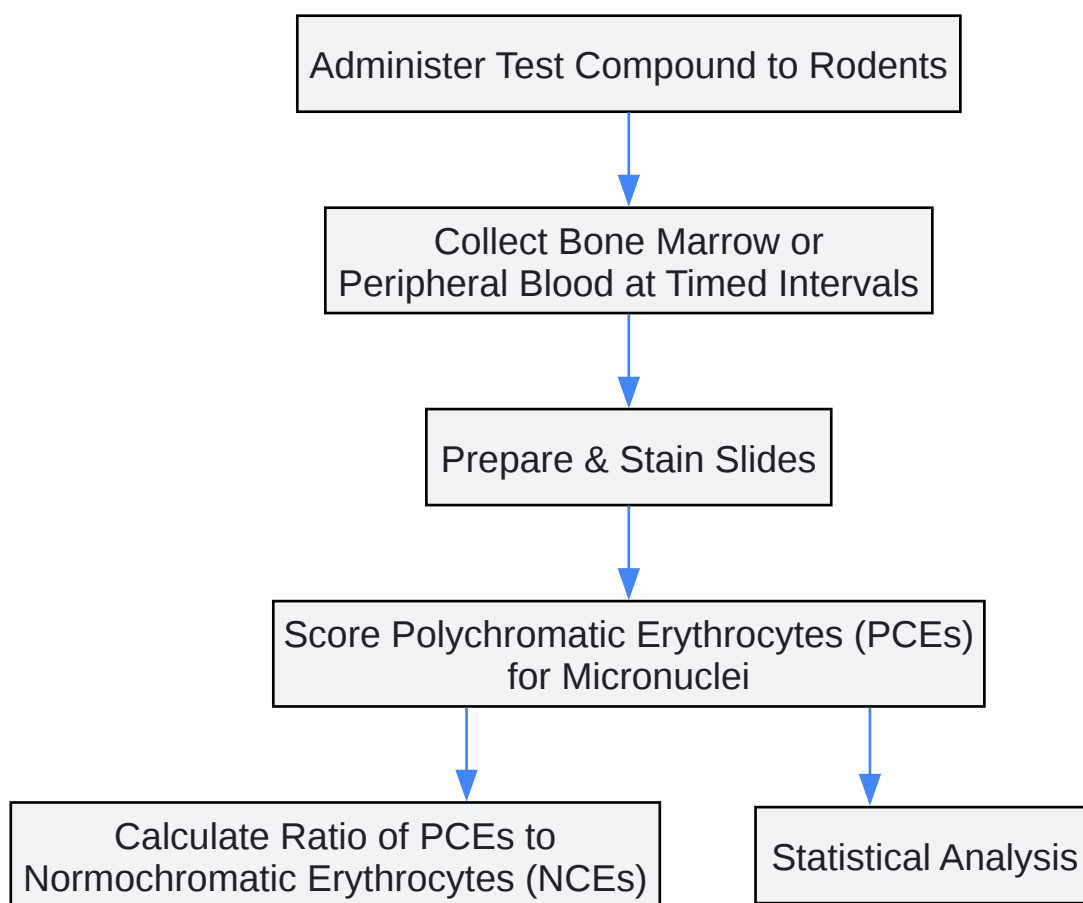 Administer Test Compound to Rodents
Collect Bone Marrow or
Peripheral Blood at Timed Intervals
Prepare & Stain Slides
Score Polychromatic Erythrocytes (PCEs)
for Micronuclei
Calculate Ratio of PCEs to
Normochromatic Erythrocytes (NCEs)
Statistical Analysis